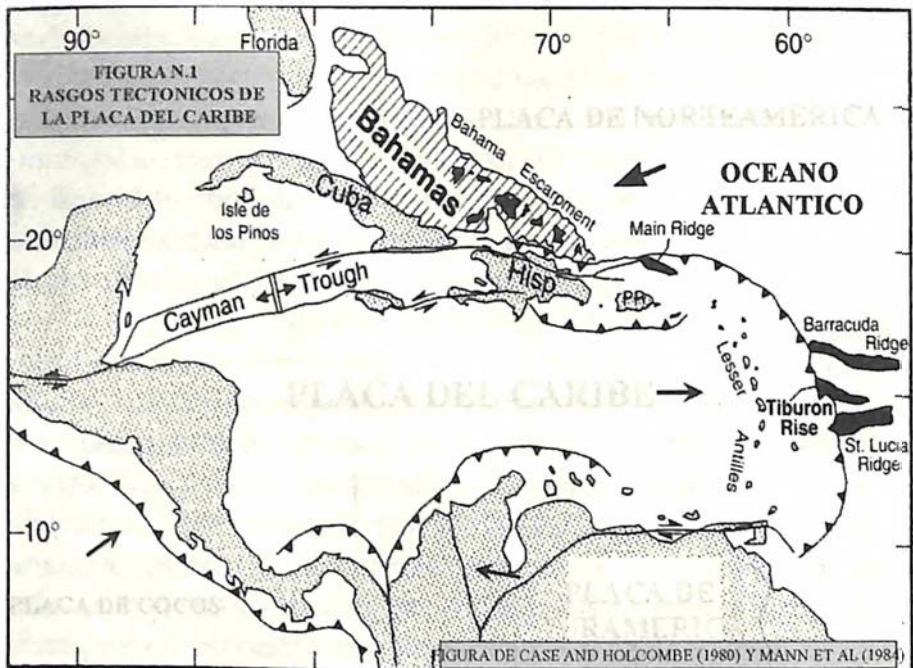 90°
Florida
70°
60°
FIGURA N.1
RASGOS TECTONICOS DE
LA PLACA DEL CARIBE
PLACA DE NORTEAMERICA
Bahamas
Bahama
Escarpment
OCEANO
ATLANTICO
Cuba
Isle de
los Pinos
20°
Main Ridge
Hisp
PR
Cayman
Trough
Barracuda
Ridge
Lesser
Antilles
PLACA DEL CARIBE
Tiburon
Rise
St. Lucia
Ridge
10°
PLACA DE COCOS
PLACA DE
FIGURA DE CASE AND HOLCOMBE (1980) Y MANN ET AL (1984)